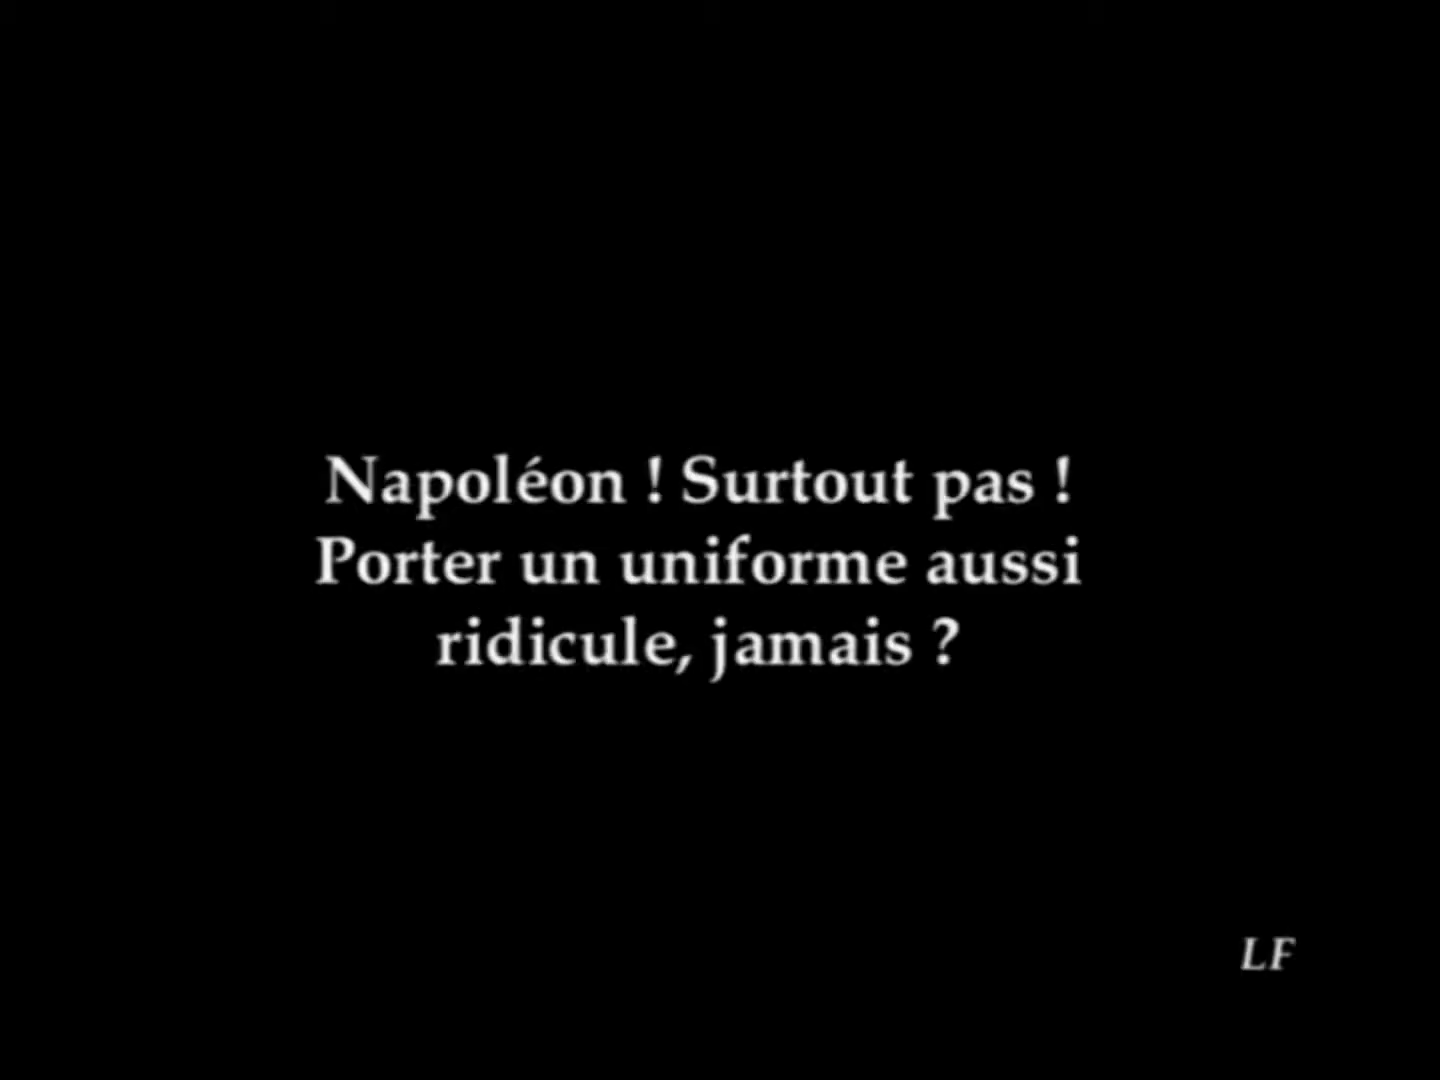 Napoléon ! Surtout pas !
Porter un uniforme aussi
ridicule, jamais ?
LF